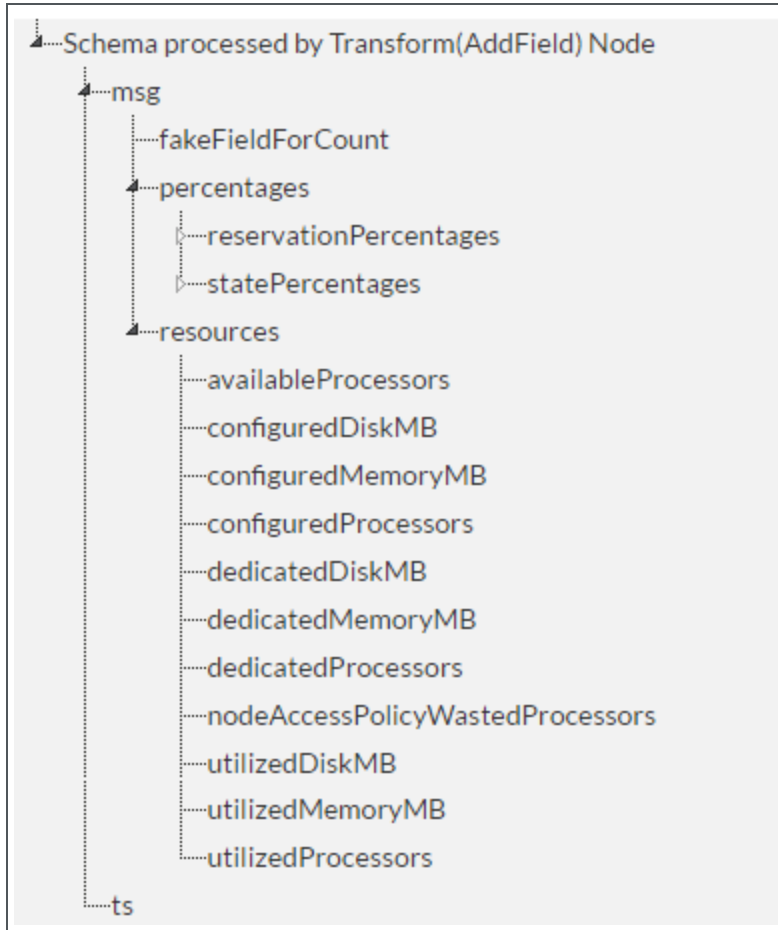 Schema processed by Transform(AddField) Node
msg
fakeFieldForCount
percentages
reservationPercentages
statePercentages
resources
availableProcessors
configuredDiskMB
configuredMemoryMB
configuredProcessors
dedicatedDiskMB
dedicatedMemoryMB
dedicatedProcessors
nodeAccessPolicyWastedProcessors
utilizedDiskMB
utilizedMemoryMB
utilizedProcessors
ts